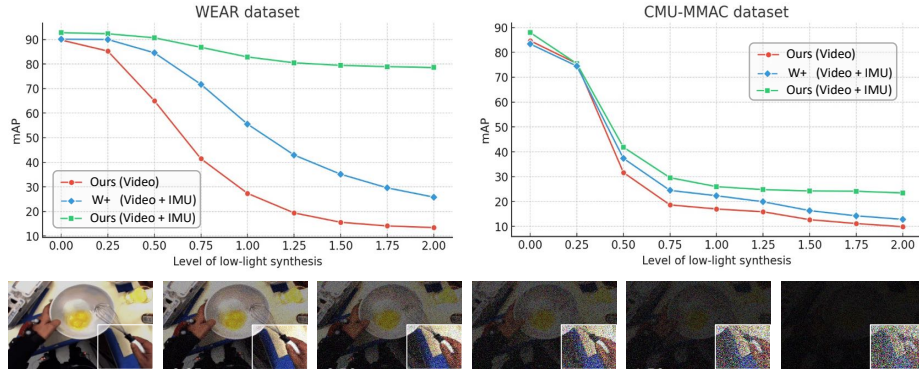 WEAR dataset
mAP
90
80
70
60
50
40
30
20
10
Ours (Video)
W+ (Video + IMU)
Ours (Video + IMU)
0.00 0.25 0.50 0.75 1.00 1.25 1.50 1.75 2.00
Level of low-light synthesis
CMU-MMAC dataset
mAP
90
80
70
60
50
40
30
20
10
Ours (Video)
W+ (Video + IMU)
Ours (Video + IMU)
0.00 0.25 0.50 0.75 1.00 1.25 1.50 1.75 2.00
Level of low-light synthesis